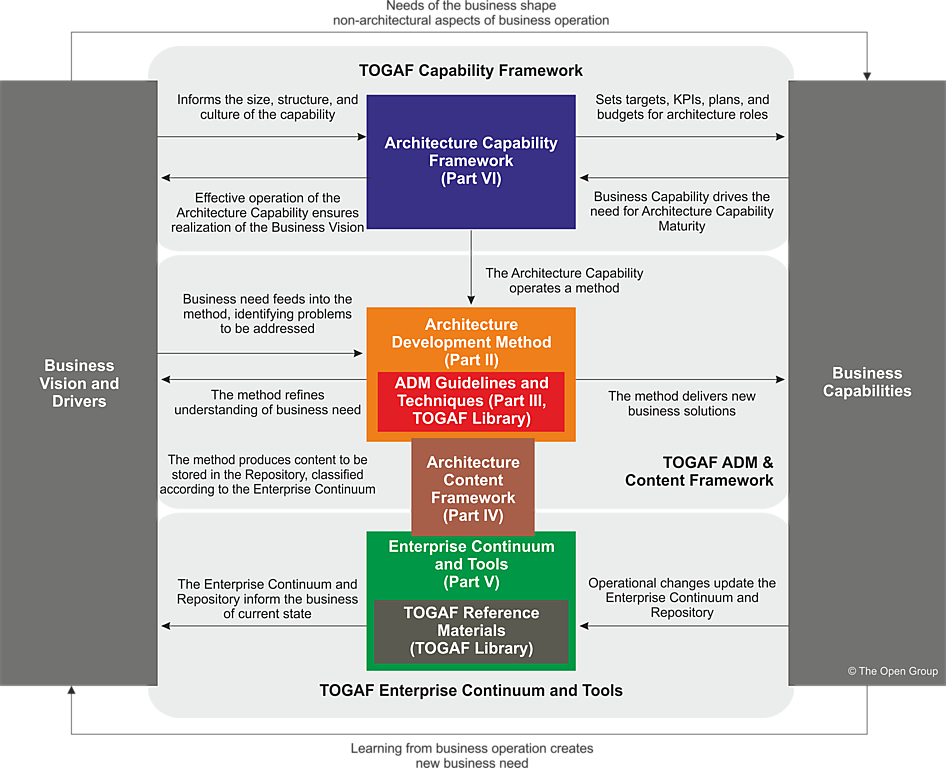 Needs of the business shape
non-architectural aspects of business operation
TOGAF Capability Framework
Informs the size, structure, and
culture of the capability
Sets targets, KPIs, plans, and
budgets for architecture roles
Architecture Capability
Framework
(Part VI)
Effective operation of the
Architecture Capability ensures
realization of the Business Vision
Business Capability drives the
need for Architecture Capability
Maturity
The Architecture Capability
operates a method
Business need feeds into the
method, identifying problems
to be addressed
Architecture
Development Method
(Part II)
Business
Vision and
Drivers
Business
Capabilities
ADM Guidelines and
Techniques (Part III,
TOGAF Library)
The method refines
understanding of business need
The method delivers new
business solutions
The method produces content to be
stored in the Repository, classified
according to the Enterprise Continuum
Architecture
Content
Framework
(Part IV)
TOGAF ADM &
Content Framework
Enterprise Continuum
and Tools
(Part V)
The Enterprise Continuum and
Repository inform the business
of current state
Operational changes update the
Enterprise Continuum and
Repository
TOGAF Reference
Materials
(TOGAF Library)
© The Open Group
TOGAF Enterprise Continuum and Tools
Learning from business operation creates
new business need